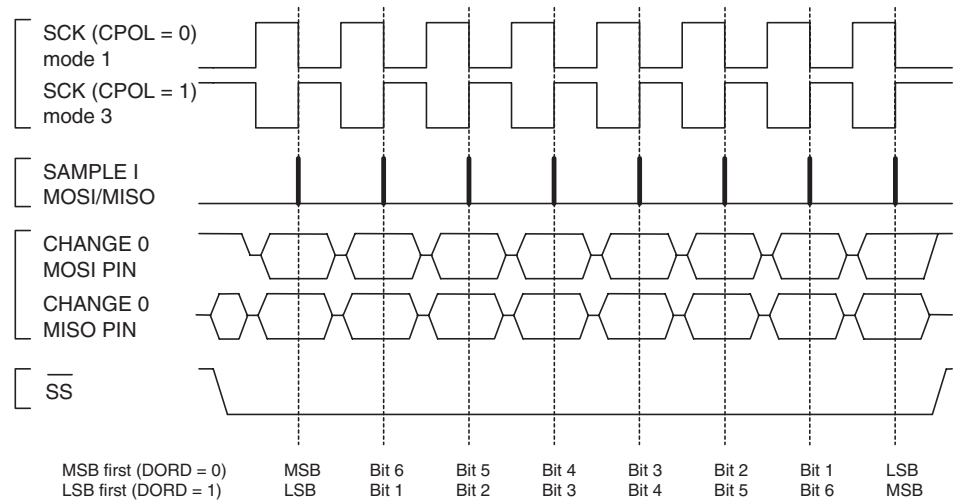 SCK (CPOL = 0)
mode 1
SCK (CPOL = 1)
mode 3
SAMPLE I
MOSI/MISO
CHANGE 0
MOSI PIN
CHANGE 0
MISO PIN
SS
MSB first (DORD = 0) MSB Bit 6 Bit 5 Bit 4 Bit 3 Bit 2 Bit 1 LSB
LSB first (DORD = 1) LSB Bit 1 Bit 2 Bit 3 Bit 4 Bit 5 Bit 6 MSB